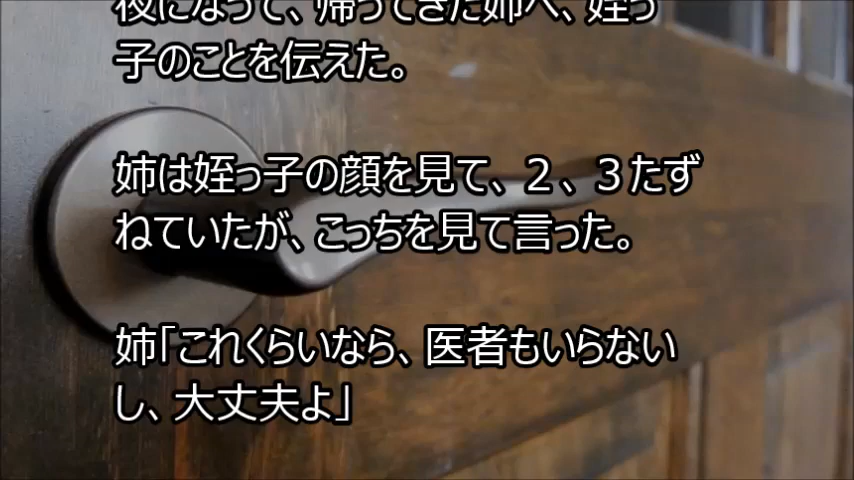 夜になって、帰ってきた姉へ、姪っ
子のことを伝えた。
姉は姪っ子の顔を見て、２、３たず
ねていたが、こっちを見て言った。
姉「これくらいなら、医者もいらない
し、大丈夫よ」